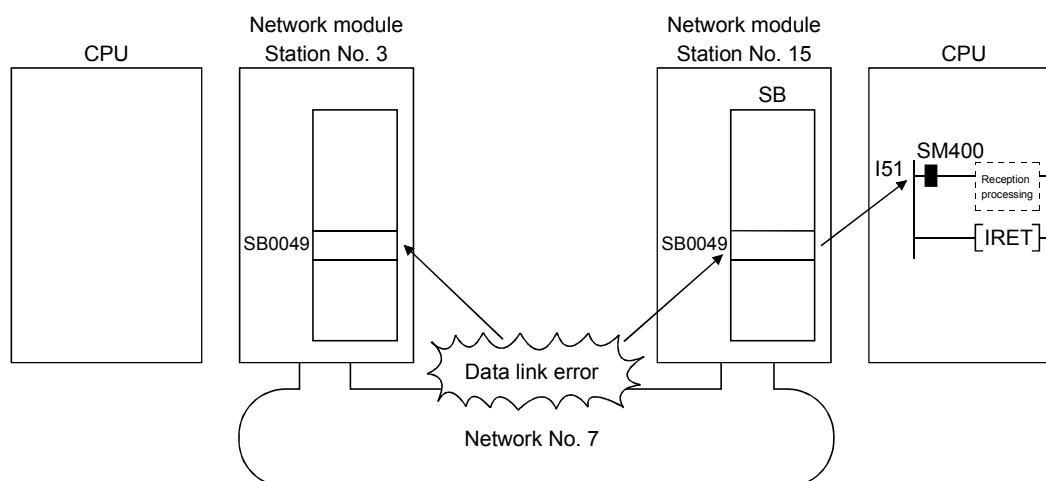 Network module
Station No. 3
Network module
Station No. 15
CPU
CPU
SB
SM400
I51
Reception
processing
SB0049
SB0049
[IRET]
Data link error
Network No. 7